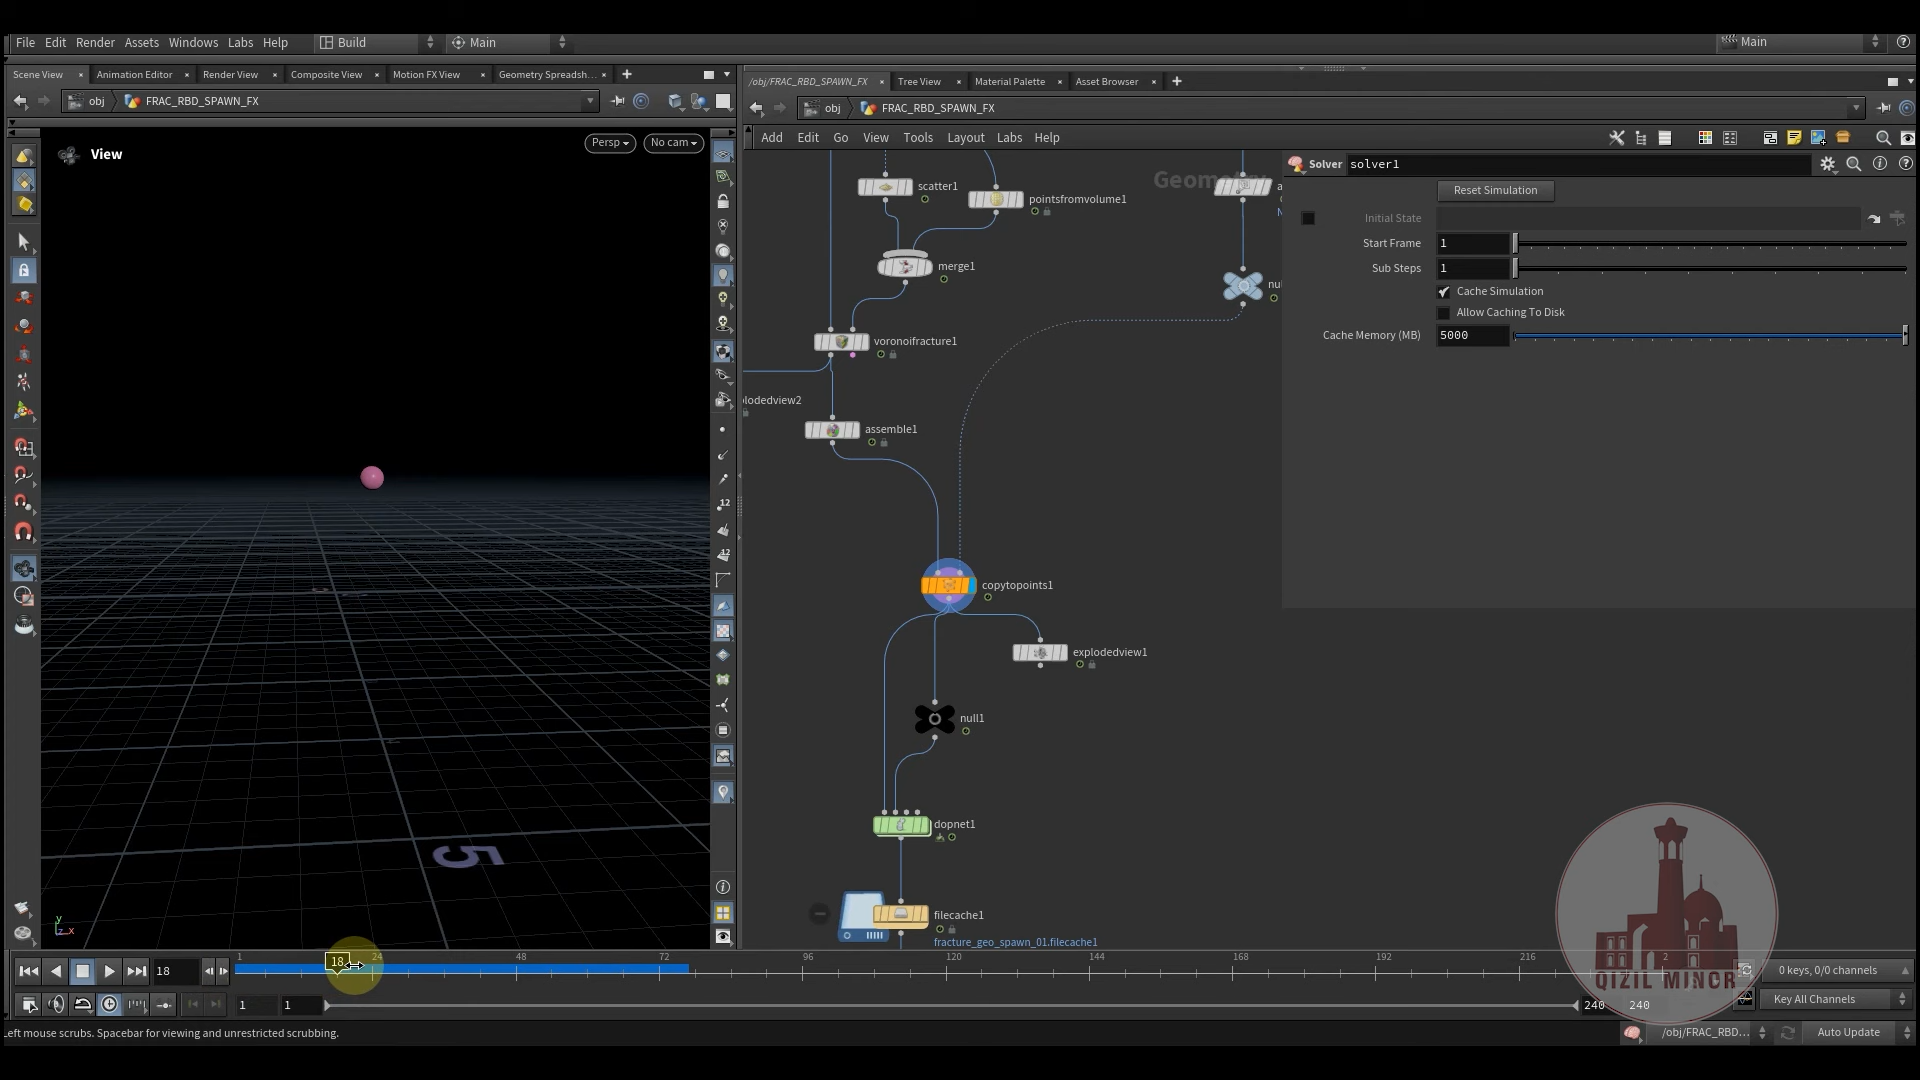 File Edit Render Assets Windows Labs Help Build Main Main
Scene View Animation Editor Render View Composite View Motion FX View Geometry Spreadsh...
obj FRAC_RBD_SPAWN_FX
View
Persp No cam
12
12
5
y
z x
/obj/FRAC_RBD_SPAWN_FX Tree View Material Palette Asset Browser
obj FRAC_RBD_SPAWN_FX
Add Edit Go View Tools Layout Labs Help
scatter1
pointsfromvolume1
merge1
voronoifracture1
lodedview2
assemble1
copytopoints1
explodedview1
null1
dopnet1
filecache1
fracture_geo_spawn_01.filecache1
Solver solver1
Reset Simulation
Initial State
Start Frame 1
Sub Steps 1
Cache Simulation
Allow Caching To Disk
Cache Memory (MB) 5000
QIZIL MINOR
18
1 18 24 48 72 96 120 144 168 192 216 2
0 keys, 0/0 channels
1 1 240 240
Key All Channels
Left mouse scrubs. Spacebar for viewing and unrestricted scrubbing.
/obj/FRAC_RBD... Auto Update